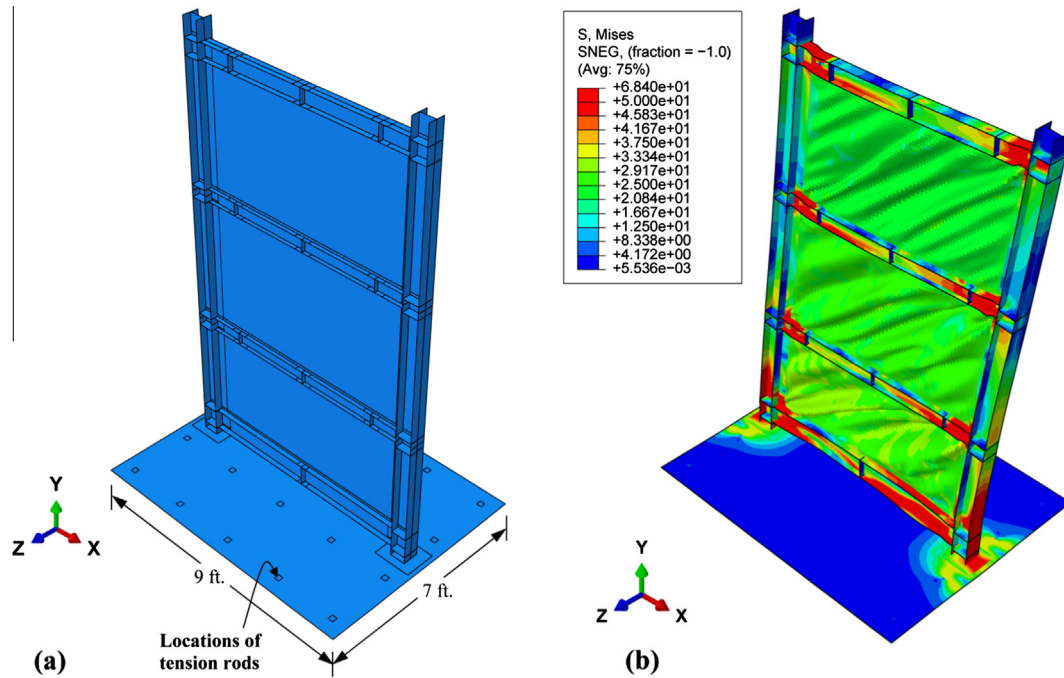 Y
Z
X
9 ft.
7 ft.
Locations of
tension rods
(a)
S, Mises
SNEG, (fraction = −1.0)
(Avg: 75%)
+6.840e+01
+5.000e+01
+4.583e+01
+4.167e+01
+3.750e+01
+3.334e+01
+2.917e+01
+2.500e+01
+2.084e+01
+1.667e+01
+1.250e+01
+8.338e+00
+4.172e+00
+5.536e−03
Y
Z
X
(b)